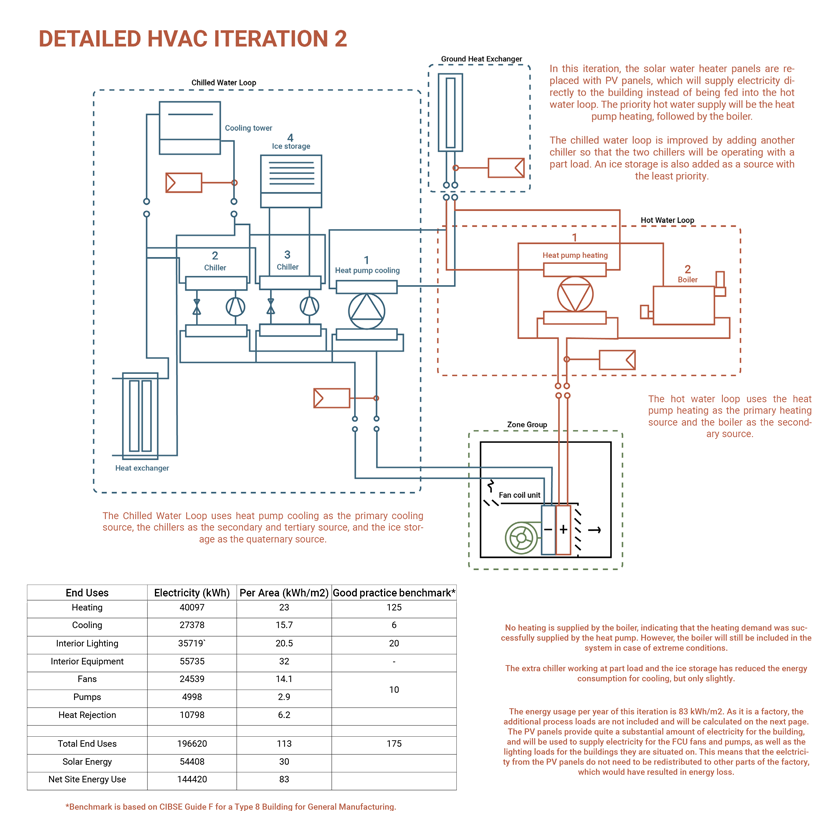 DETAILED HVAC ITERATION 2
Ground Heat Exchanger
Chilled Water Loop
In this iteration, the solar water heater panels are re-
placed with PV panels, which will supply electricity di-
rectly to the building instead of being fed into the hot
water loop. The priority hot water supply will be the heat
pump heating, followed by the boiler.
The chilled water loop is improved by adding another
chiller so that the two chillers will be operating with a
part load. An ice storage is also added as a source with
the least priority.
Cooling tower
4
Ice storage
Hot Water Loop
1
Heat pump heating
2
Boiler
2
Chiller
3
Chiller
1
Heat pump cooling
The hot water loop uses the heat
pump heating as the primary heating
source and the boiler as the second-
ary source.
Zone Group
Heat exchanger
Fan coil unit
− +
The Chilled Water Loop uses heat pump cooling as the primary cooling
source, the chillers as the secondary and tertiary source, and the ice stor-
age as the quaternary source.
End Uses Electricity (kWh) Per Area (kWh/m2) Good practice benchmark*
Heating 40097 23 125
Cooling 27378 15.7 6
Interior Lighting 35719` 20.5 20
Interior Equipment 55735 32 -
Fans 24539 14.1
10
Pumps 4998 2.9
Heat Rejection 10798 6.2
Total End Uses 196620 113 175
Solar Energy 54408 30
Net Site Energy Use 144420 83
*Benchmark is based on CIBSE Guide F for a Type 8 Building for General Manufacturing.
No heating is supplied by the boiler, indicating that the heating demand was suc-
cessfully supplied by the heat pump. However, the boiler will still be included in the
system in case of extreme conditions.
The extra chiller working at part load and the ice storage has reduced the energy
consumption for cooling, but only slightly.
The energy usage per year of this iteration is 83 kWh/m2. As it is a factory, the
additional process loads are not included and will be calculated on the next page.
The PV panels provide quite a substantial amount of electricity for the building,
and will be used to supply electricity for the FCU fans and pumps, as well as the
lighting loads for the buildings they are situated on. This means that the eelctrici-
ty from the PV panels do not need to be redistributed to other parts of the factory,
which would have resulted in energy loss.